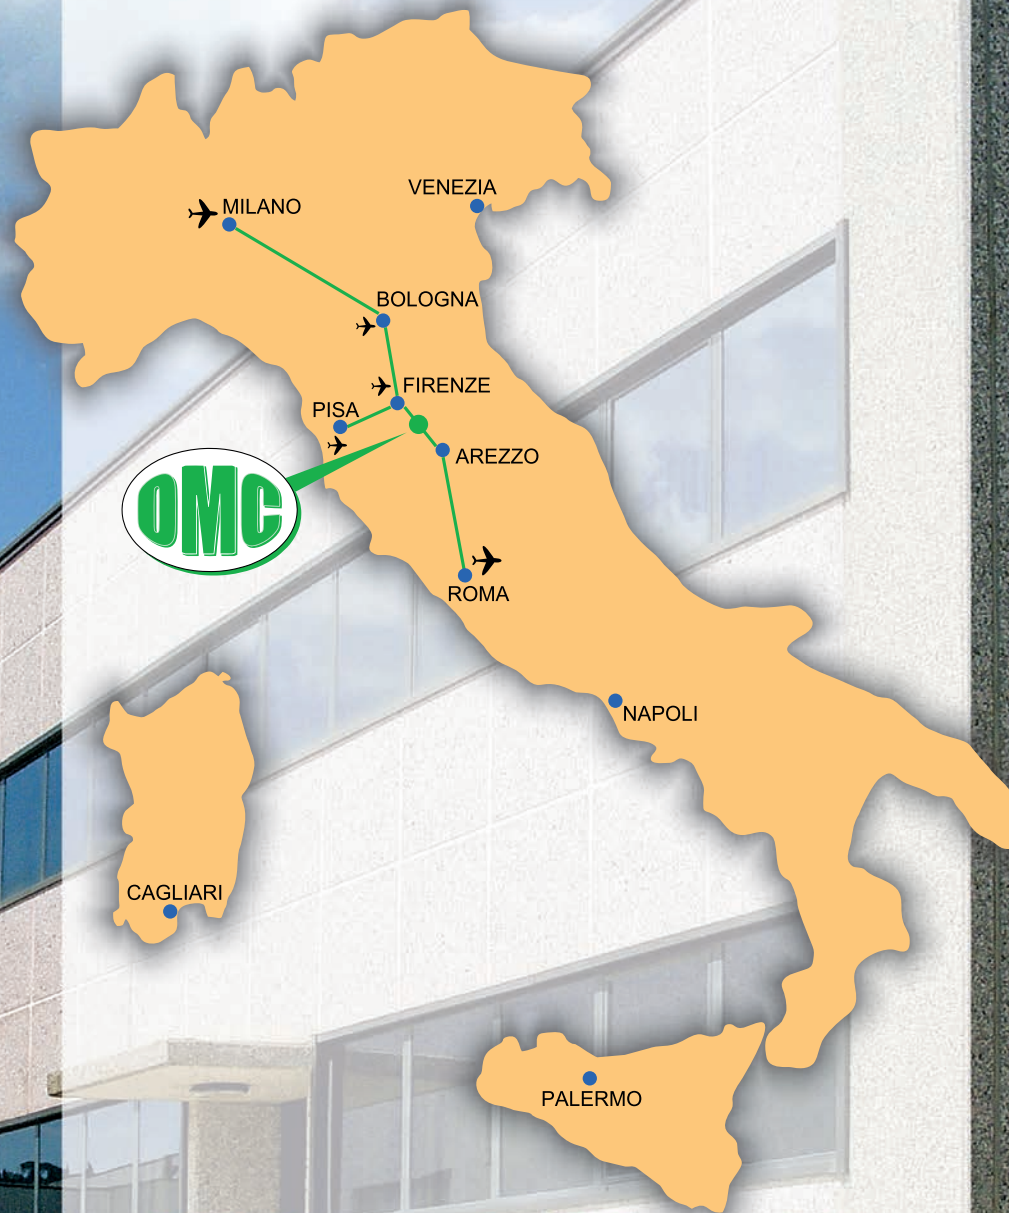 VENEZIA
MILANO
BOLOGNA
FIRENZE
PISA
AREZZO
OMC
ROMA
NAPOLI
CAGLIARI
PALERMO